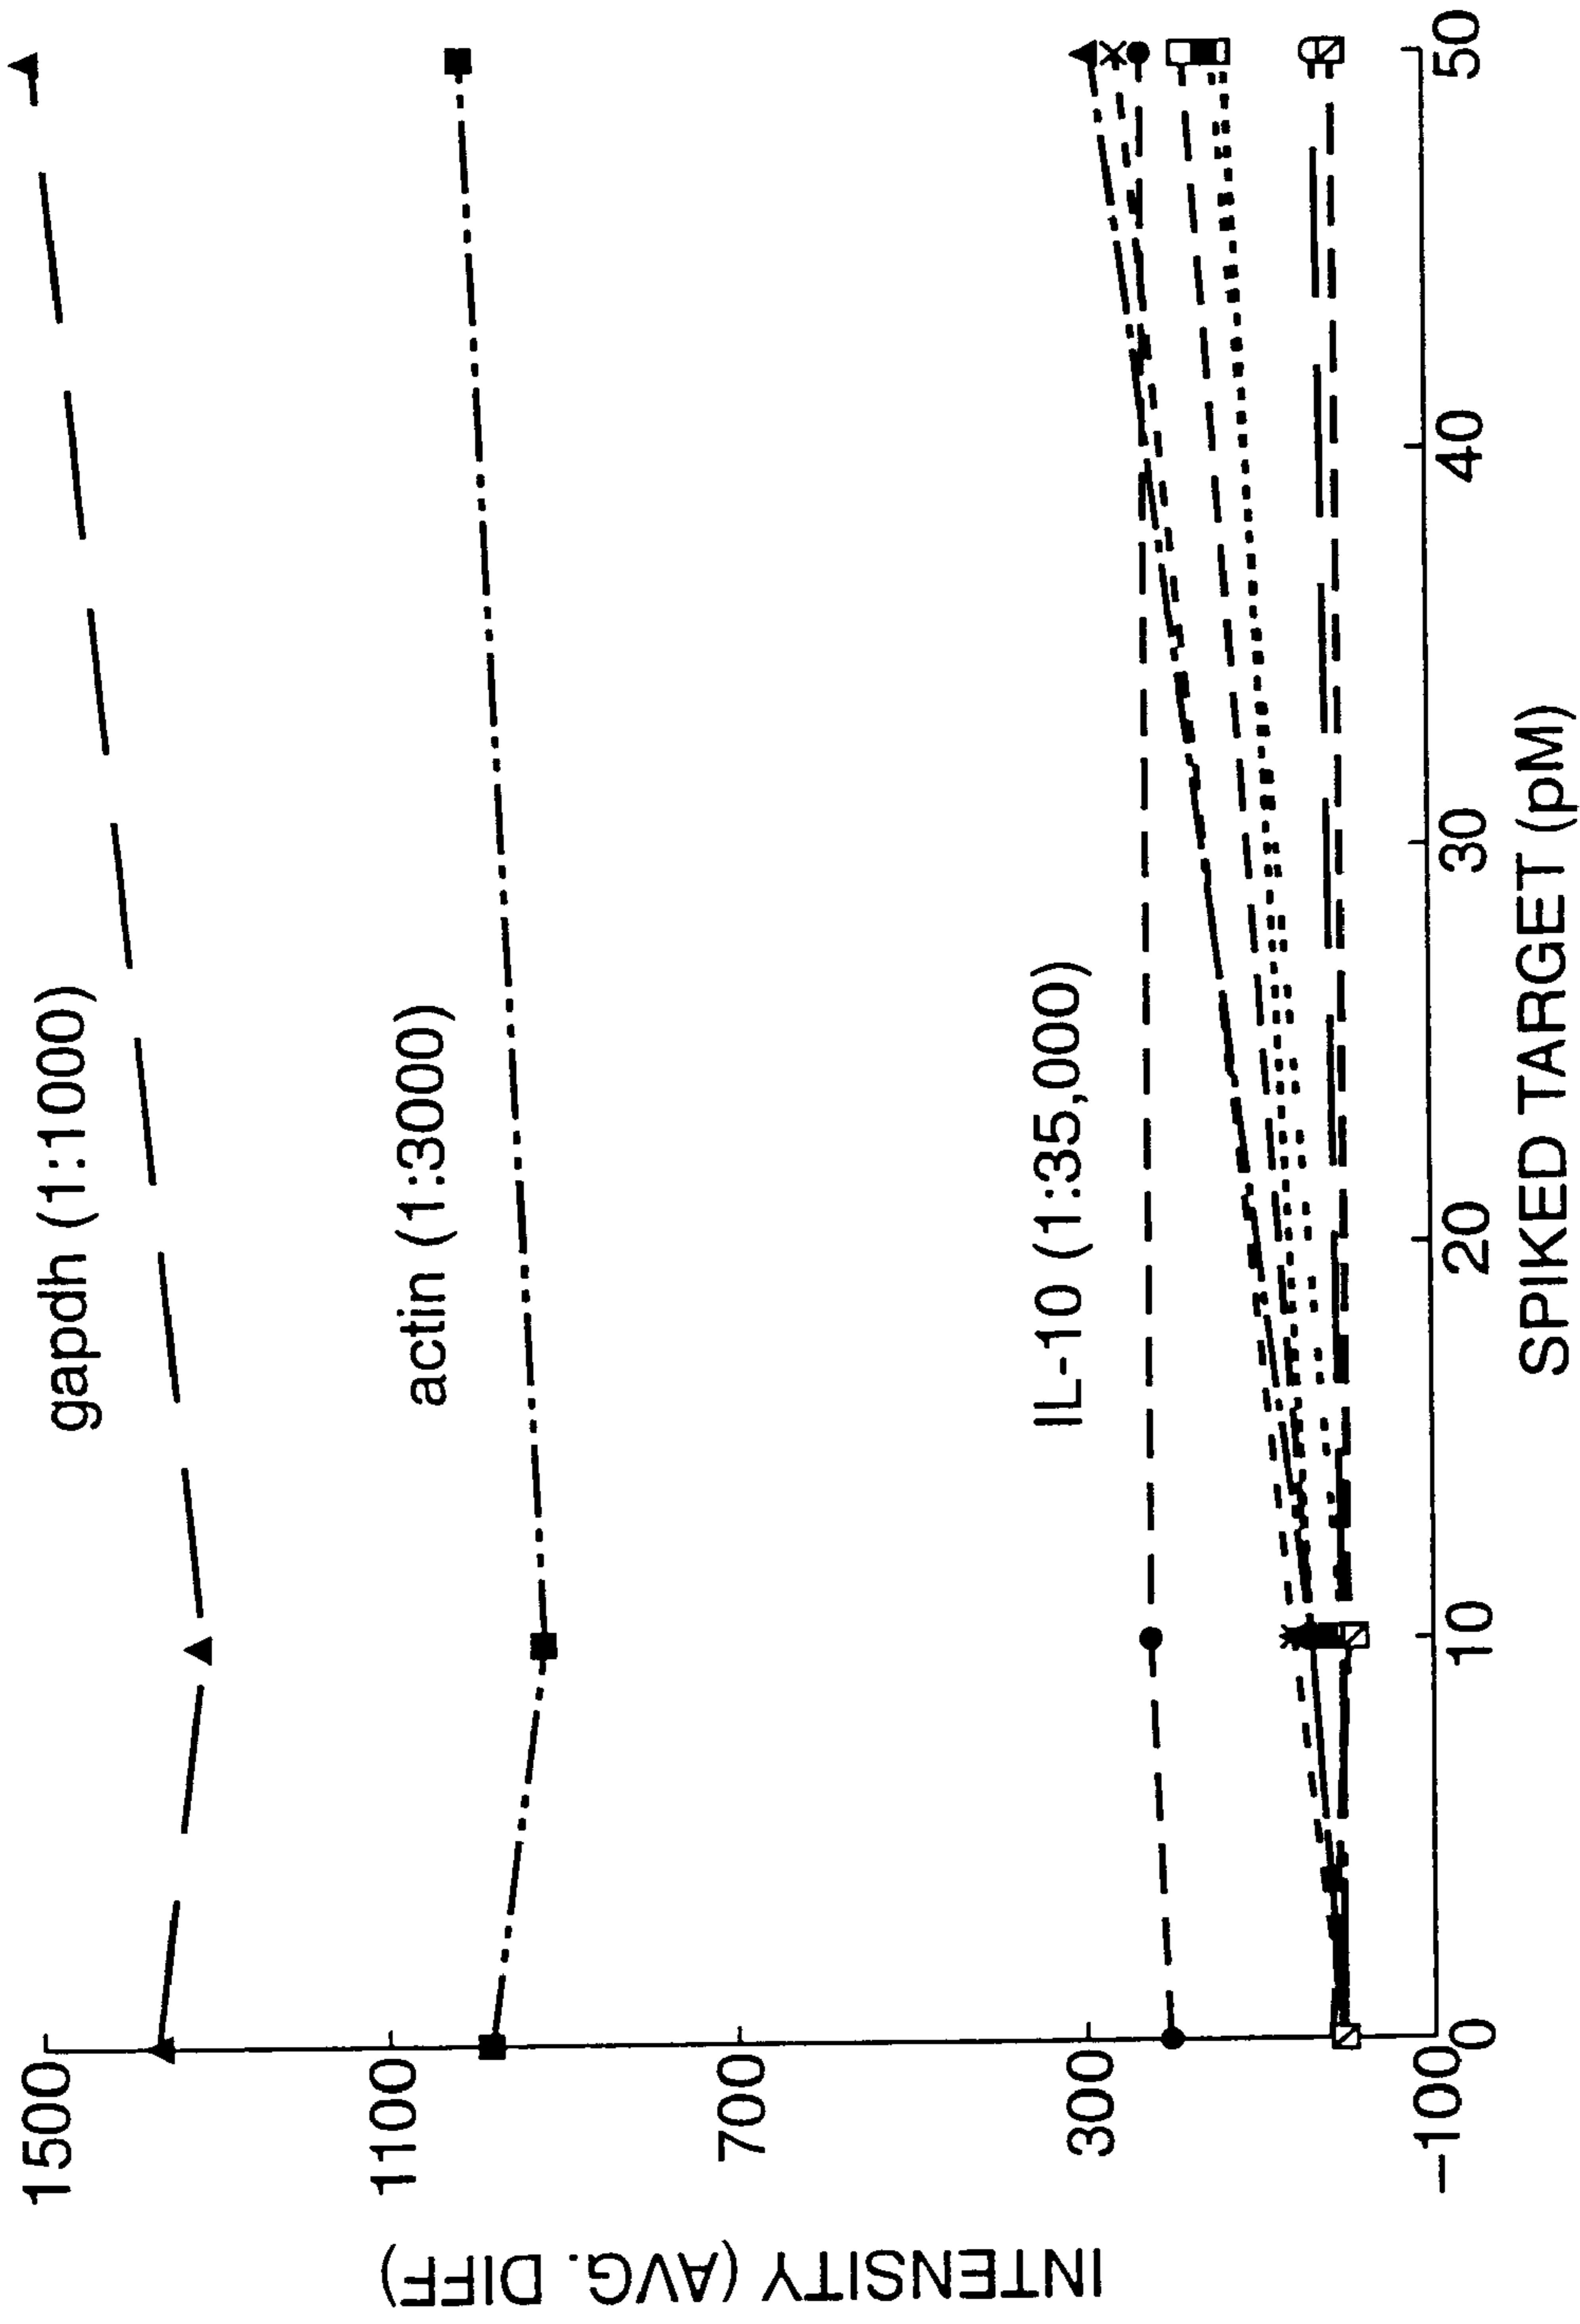 1500
1100
700
300
-100
INTENSITY (AVG. DIFF)
gapdh (1:1000)
actin (1:3000)
IL-10 (1:35,000)
0
10
20
30
40
50
SPIKED TARGET (pM)